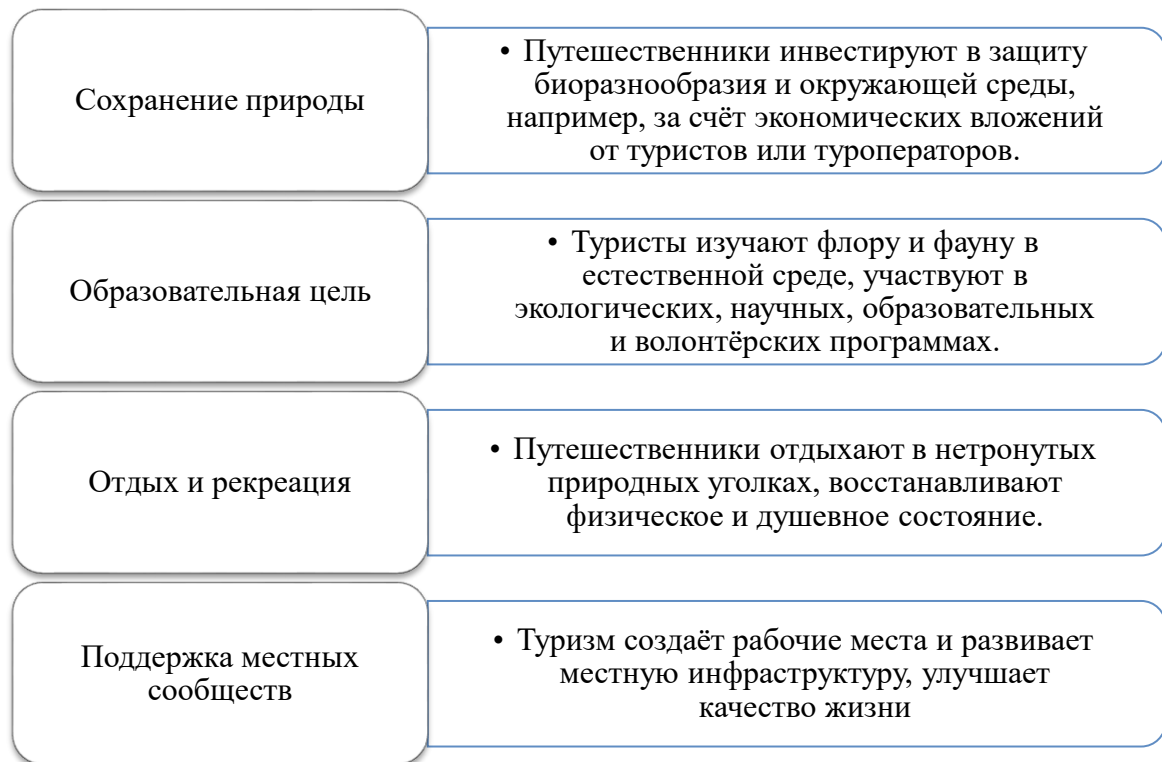 Сохранение природы
• Путешественники инвестируют в защиту
биоразнообразия и окружающей среды,
например, за счёт экономических вложений
от туристов или туроператоров.
Образовательная цель
• Туристы изучают флору и фауну в
естественной среде, участвуют в
экологических, научных, образовательных
и волонтёрских программах.
Отдых и рекреация
• Путешественники отдыхают в нетронутых
природных уголках, восстанавливают
физическое и душевное состояние.
Поддержка местных
сообществ
• Туризм создаёт рабочие места и развивает
местную инфраструктуру, улучшает
качество жизни